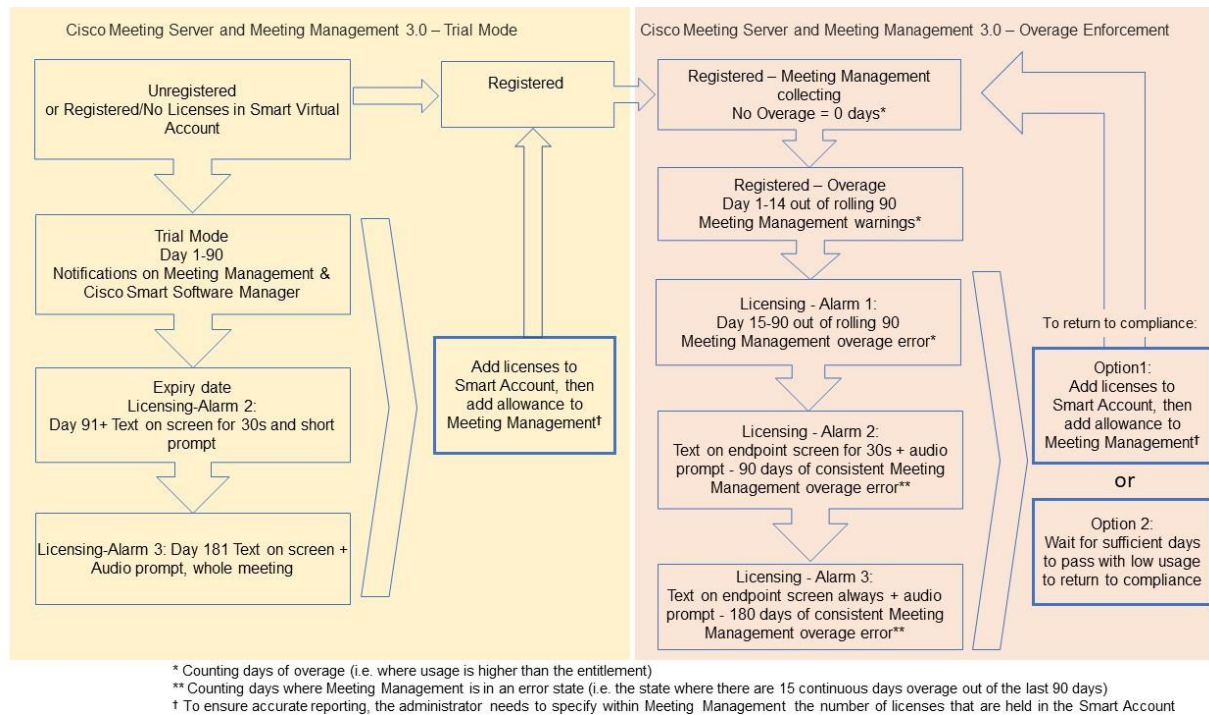 Cisco Meeting Server and Meeting Management 3.0 – Trial Mode
Unregistered
or Registered/No Licenses in Smart Virtual
Account
Registered
Trial Mode
Day 1-90
Notifications on Meeting Management &
Cisco Smart Software Manager
Expiry date
Licensing-Alarm 2:
Day 91+ Text on screen for 30s and short
prompt
Licensing-Alarm 3: Day 181 Text on screen +
Audio prompt, whole meeting
Add licenses to
Smart Account, then
add allowance to
Meeting Management†
Cisco Meeting Server and Meeting Management 3.0 – Overage Enforcement
Registered – Meeting Management
collecting
No Overage = 0 days*
Registered – Overage
Day 1-14 out of rolling 90
Meeting Management warnings*
Licensing - Alarm 1:
Day 15-90 out of rolling 90
Meeting Management overage error*
Licensing - Alarm 2:
Text on endpoint screen for 30s + audio
prompt - 90 days of consistent Meeting
Management overage error**
Licensing - Alarm 3:
Text on endpoint screen always + audio
prompt - 180 days of consistent Meeting
Management overage error**
To return to compliance:
Option1:
Add licenses to
Smart Account, then
add allowance to
Meeting Management†
or
Option 2:
Wait for sufficient days
to pass with low usage
to return to compliance
* Counting days of overage (i.e. where usage is higher than the entitlement)
** Counting days where Meeting Management is in an error state (i.e. the state where there are 15 continuous days overage out of the last 90 days)
† To ensure accurate reporting, the administrator needs to specify within Meeting Management the number of licenses that are held in the Smart Account